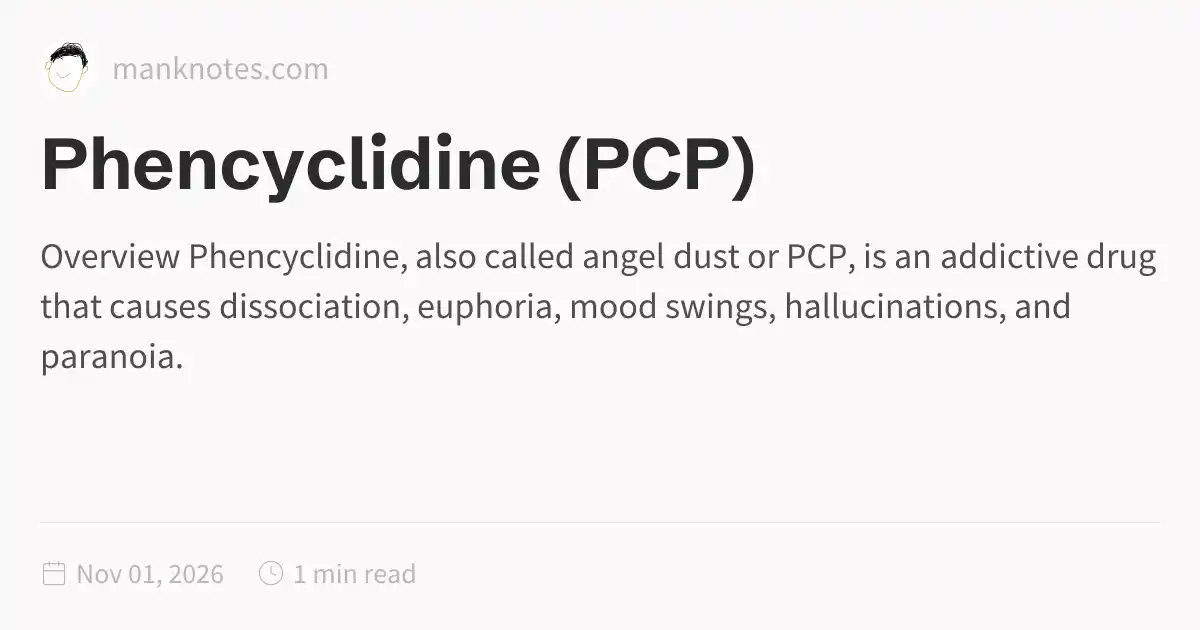 manknotes.com
Phencyclidine (PCP)
Overview Phencyclidine, also called angel dust or PCP, is an addictive drug
that causes dissociation, euphoria, mood swings, hallucinations, and
paranoia.
Nov 01, 2026 1 min read